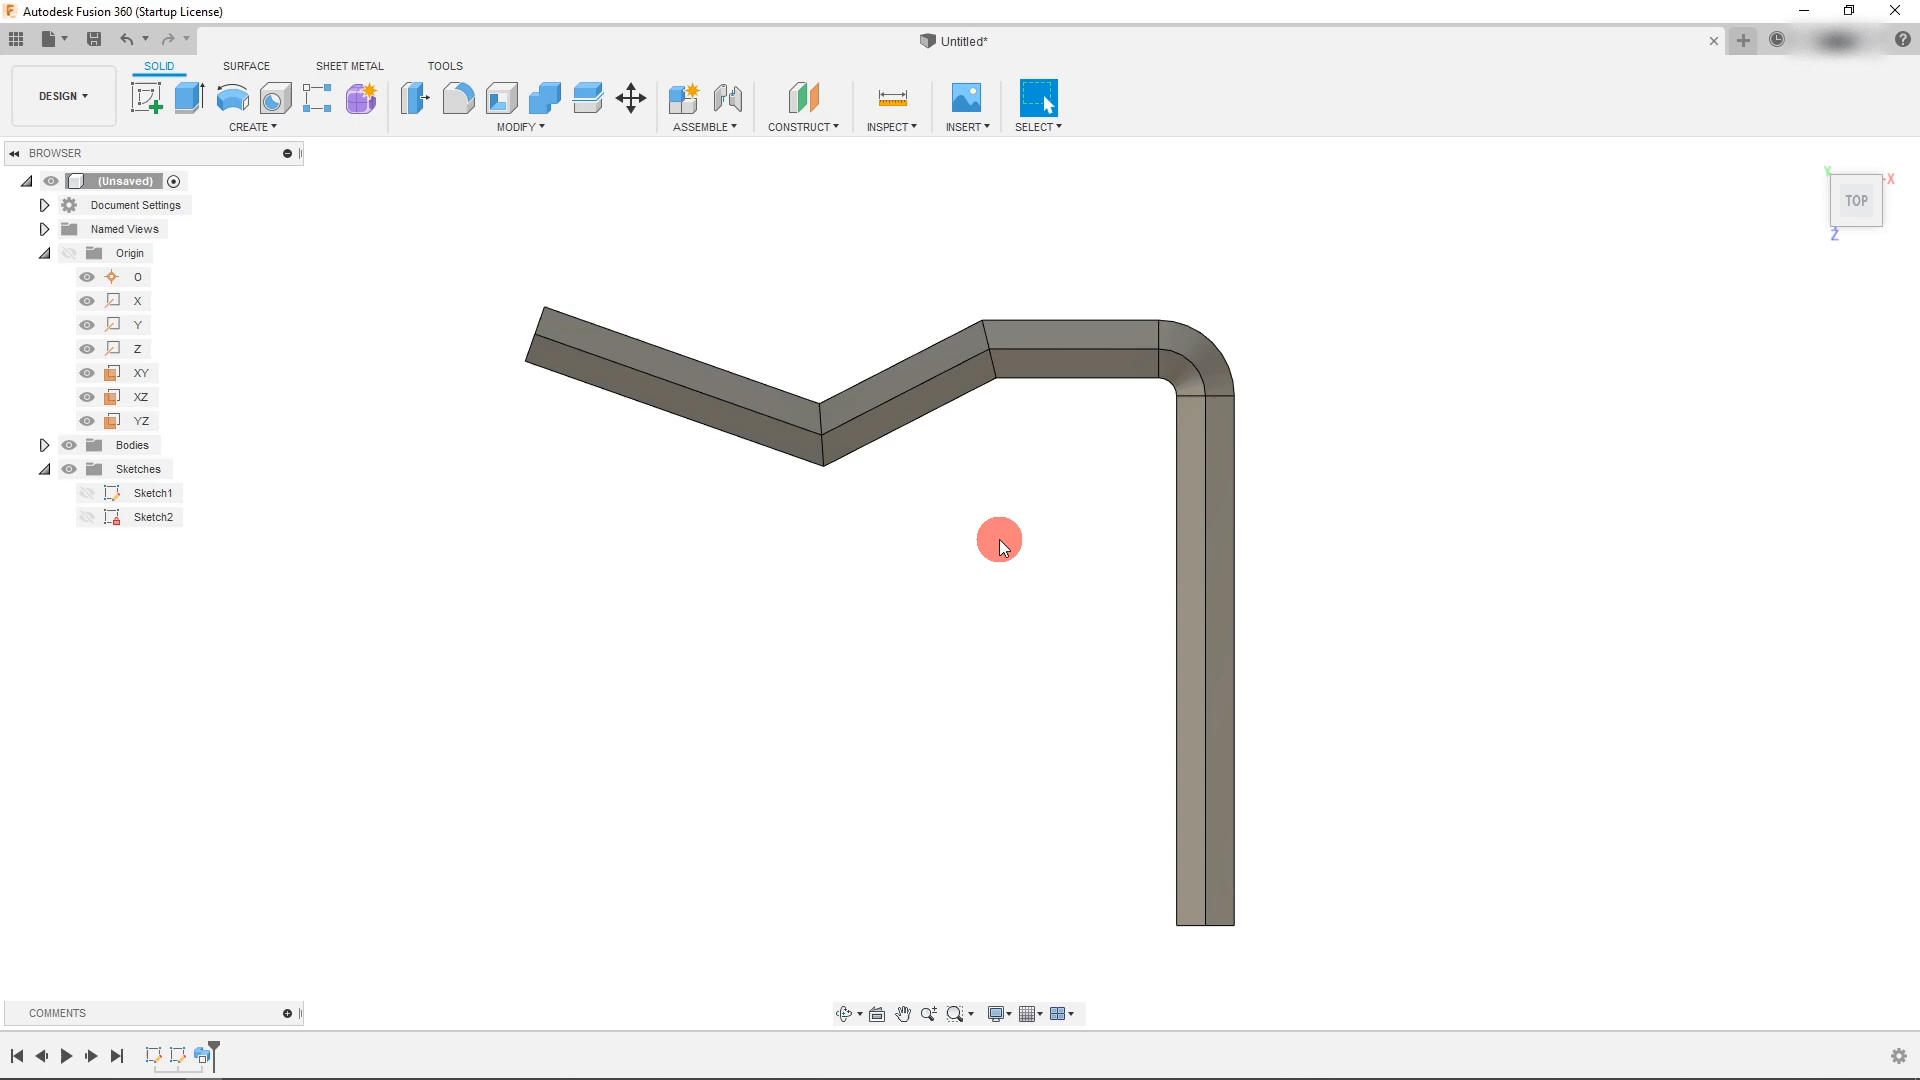 Autodesk Fusion 360 (Startup License)
Untitled*
SOLID SURFACE SHEET METAL TOOLS
DESIGN
CREATE MODIFY ASSEMBLE CONSTRUCT INSPECT INSERT SELECT
BROWSER
(Unsaved)
Document Settings
Named Views
Origin
O
X
Y
Z
XY
XZ
YZ
Bodies
Sketches
Sketch1
Sketch2
Y
X
TOP
Z
COMMENTS